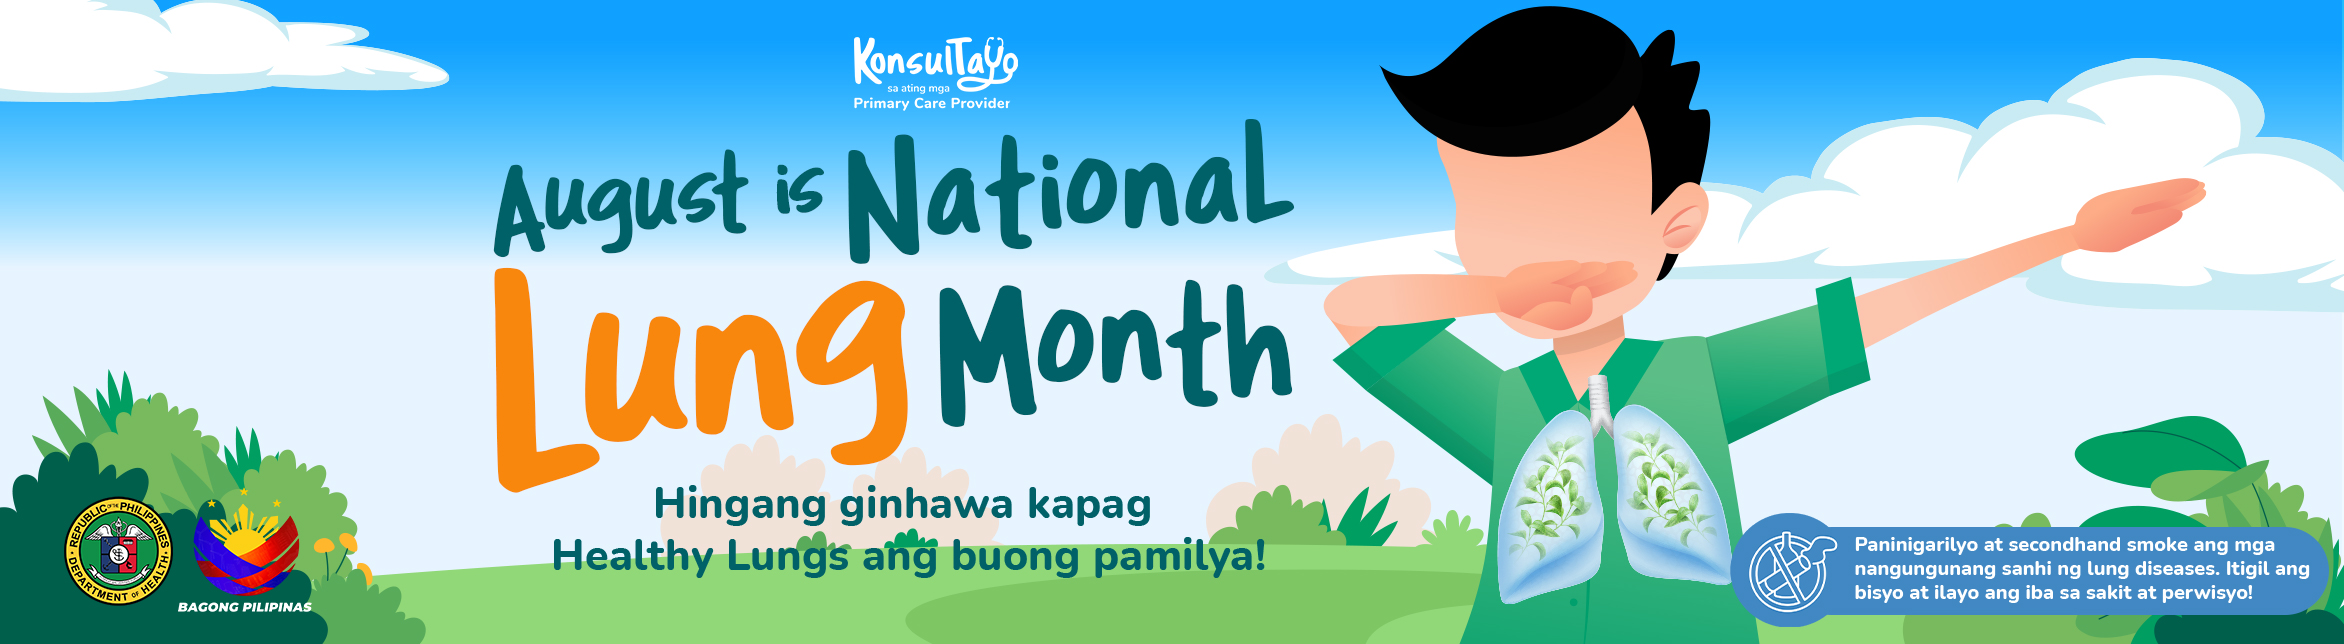 KonsulTayo
sa ating mga
Primary Care Provider
August is National
Lung Month
Hingang ginhawa kapag
Healthy Lungs ang buong pamilya!
REPUBLIC OF THE PHILIPPINES
DEPARTMENT OF HEALTH
BAGONG PILIPINAS
Paninigarilyo at secondhand smoke ang mga
nangungunang sanhi ng lung diseases. Itigil ang
bisyo at ilayo ang iba sa sakit at perwisyo!